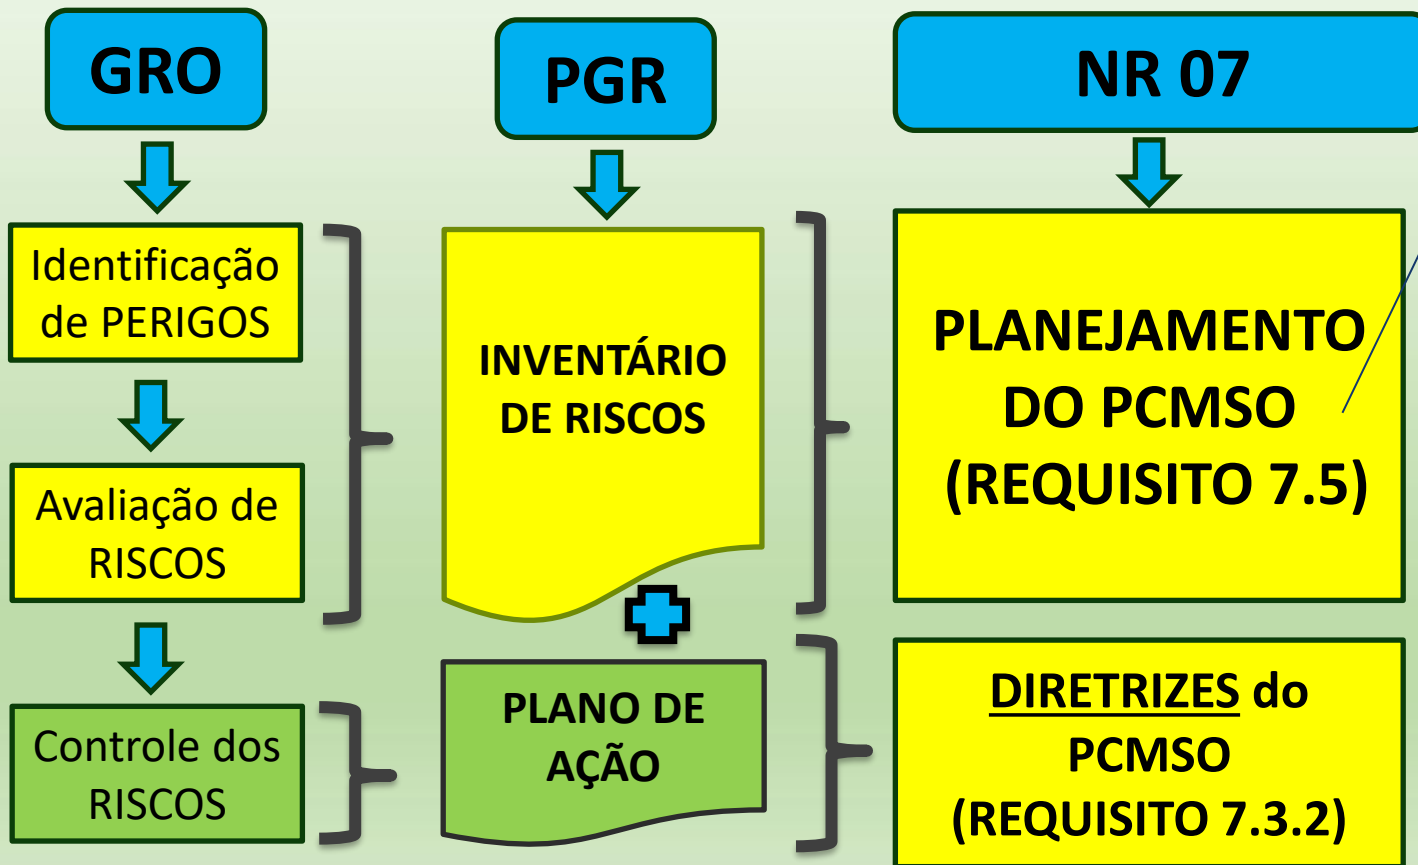 GRO
Identificação
de PERIGOS
Avaliação de
RISCOS
Controle dos
RISCOS
PGR
INVENTÁRIO
DE RISCOS
PLANO DE
AÇÃO
NR 07
PLANEJAMENTO
DO PCMSO
(REQUISITO 7.5)
DIRETRIZES do
PCMSO
(REQUISITO 7.3.2)